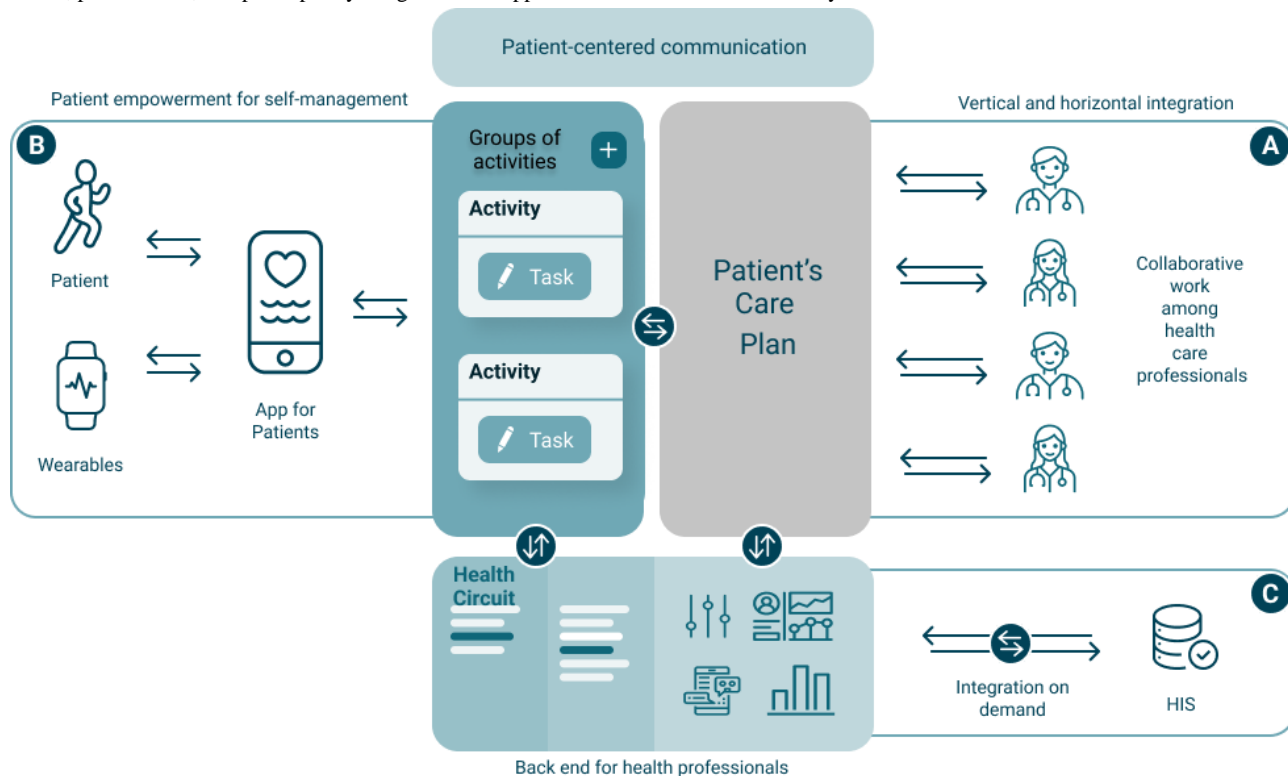 Patient-centered communication
Patient empowerment for self-management
Vertical and horizontal integration
B
Groups of
activities
+
Activity
Task
Activity
Task
Patient
Wearables
App for
Patients
Patient's
Care
Plan
A
Collaborative
work
among
health
care
professionals
Health
Circuit
C
Integration on
demand
HIS
Back end for health professionals